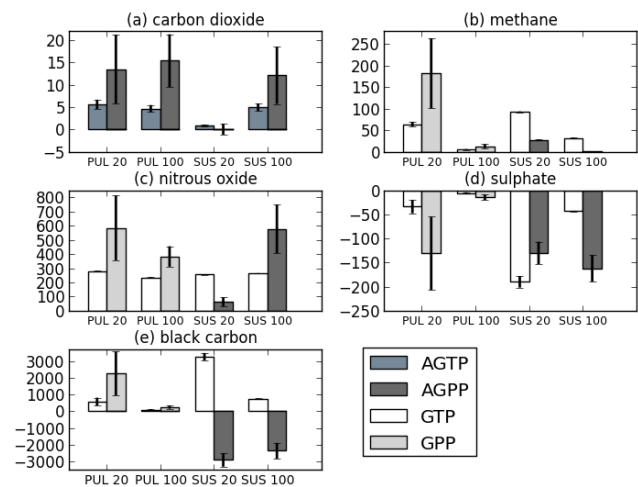 (a) carbon dioxide
20
15
10
5
0
−5
PUL 20 PUL 100 SUS 20 SUS 100
(b) methane
250
200
150
100
50
0
PUL 20 PUL 100 SUS 20 SUS 100
(c) nitrous oxide
800
700
600
500
400
300
200
100
0
PUL 20 PUL 100 SUS 20 SUS 100
(d) sulphate
0
−50
−100
−150
−200
−250
PUL 20 PUL 100 SUS 20 SUS 100
(e) black carbon
3000
2000
1000
0
−1000
−2000
−3000
PUL 20 PUL 100 SUS 20 SUS 100
AGTP
AGPP
GTP
GPP